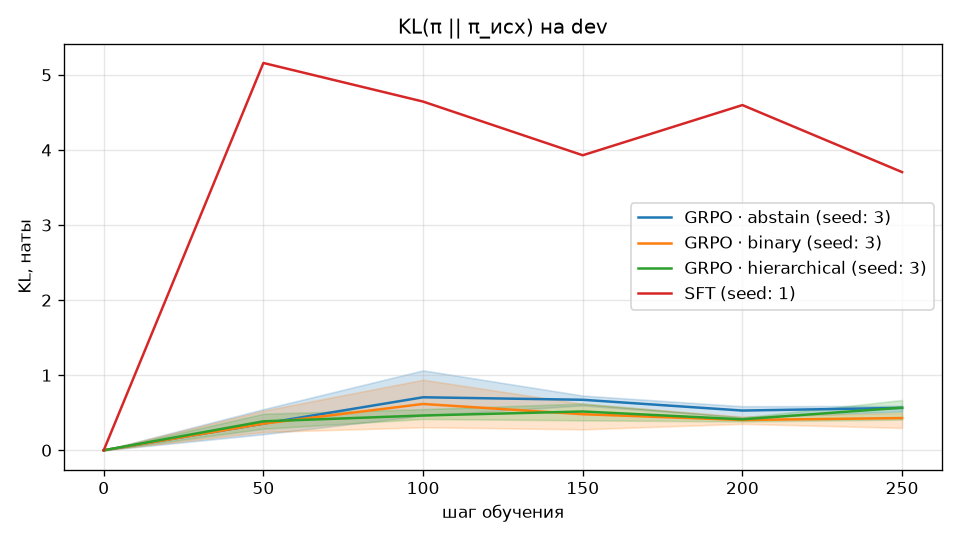 KL(π || π_исх) на dev
KL, наты
5
4
3
2
1
0
GRPO · abstain (seed: 3)
GRPO · binary (seed: 3)
GRPO · hierarchical (seed: 3)
SFT (seed: 1)
0 50 100 150 200 250
шаг обучения